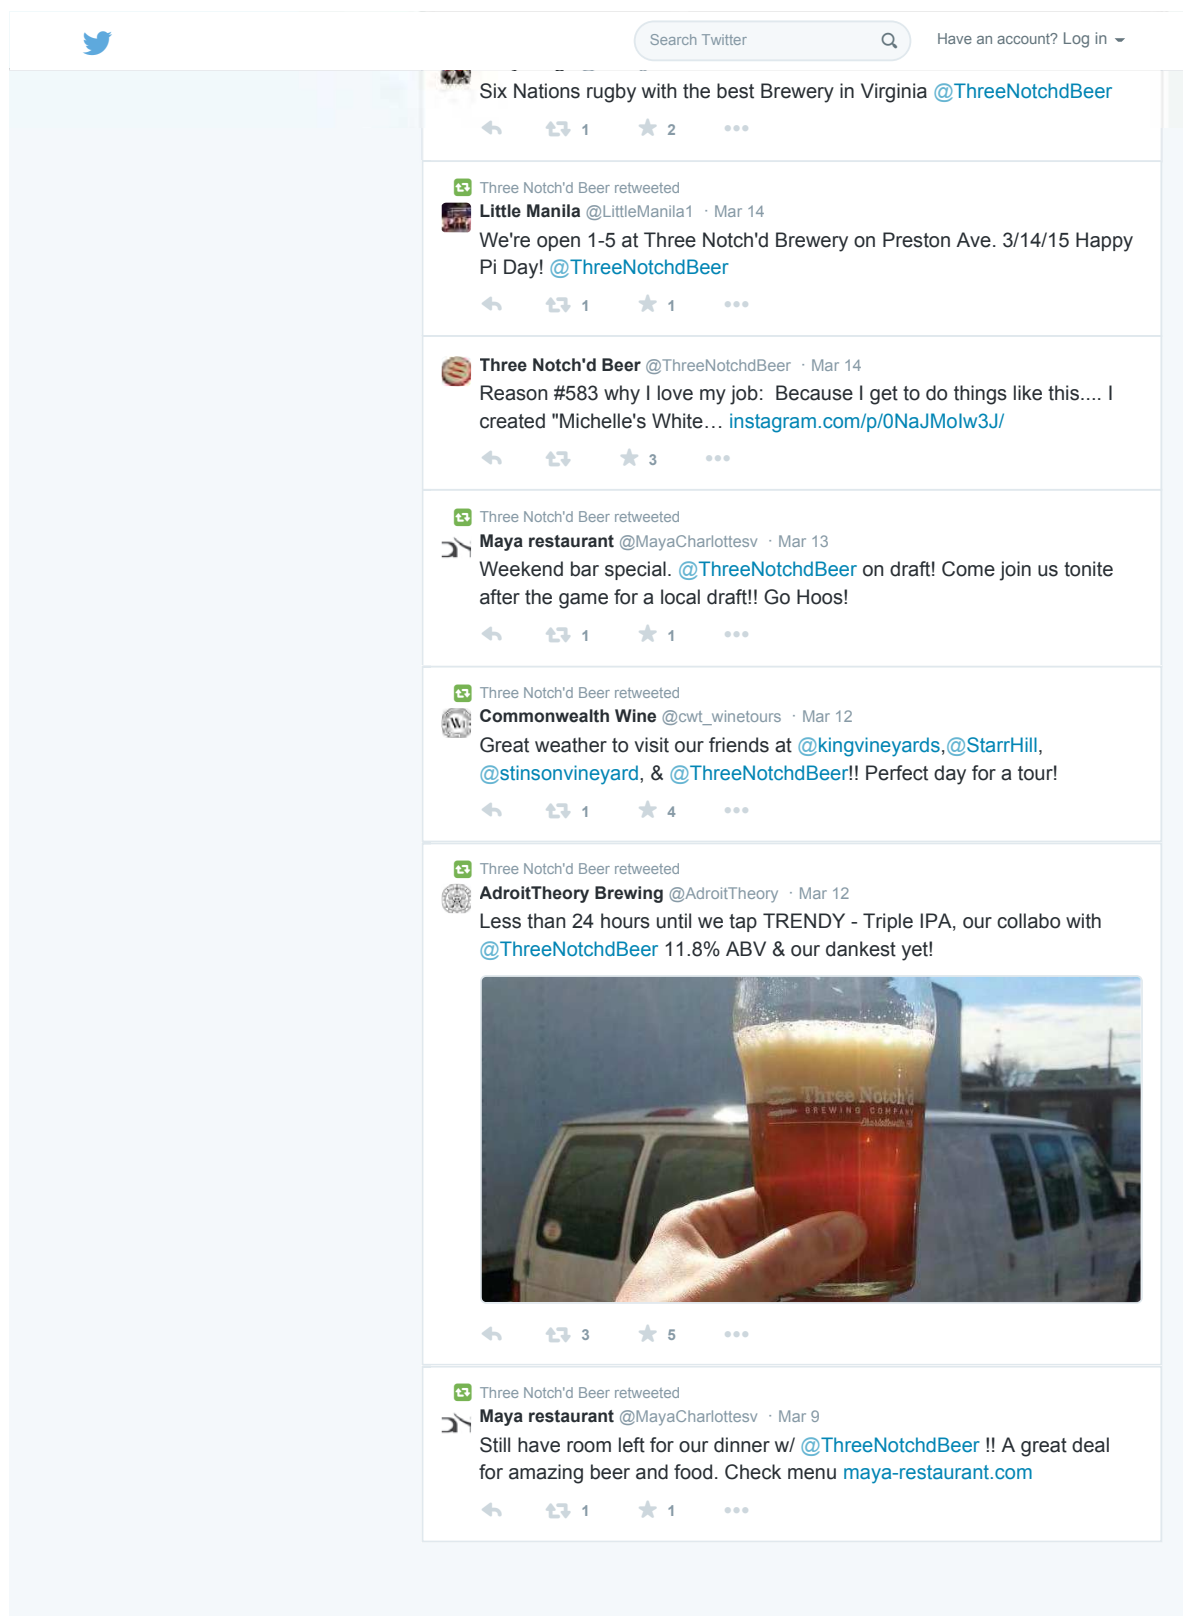 Search Twitter
Have an account? Log in
Six Nations rugby with the best Brewery in Virginia @ThreeNotchdBeer
1 2
Three Notch'd Beer retweeted
Little Manila @LittleManila1 · Mar 14
We're open 1-5 at Three Notch'd Brewery on Preston Ave. 3/14/15 Happy
Pi Day! @ThreeNotchdBeer
1 1
Three Notch'd Beer @ThreeNotchdBeer · Mar 14
Reason #583 why I love my job: Because I get to do things like this.... I
created "Michelle's White… instagram.com/p/0NaJMoIw3J/
3
Three Notch'd Beer retweeted
Maya restaurant @MayaCharlottesv · Mar 13
Weekend bar special. @ThreeNotchdBeer on draft! Come join us tonite
after the game for a local draft!! Go Hoos!
1 1
Three Notch'd Beer retweeted
Commonwealth Wine @cwt_winetours · Mar 12
Great weather to visit our friends at @kingvineyards,@StarrHill,
@stinsonvineyard, & @ThreeNotchdBeer!! Perfect day for a tour!
1 4
Three Notch'd Beer retweeted
AdroitTheory Brewing @AdroitTheory · Mar 12
Less than 24 hours until we tap TRENDY - Triple IPA, our collabo with
@ThreeNotchdBeer 11.8% ABV & our dankest yet!
Three Notch'd
BREWING COMPANY
3 5
Three Notch'd Beer retweeted
Maya restaurant @MayaCharlottesv · Mar 9
Still have room left for our dinner w/ @ThreeNotchdBeer !! A great deal
for amazing beer and food. Check menu maya-restaurant.com
1 1